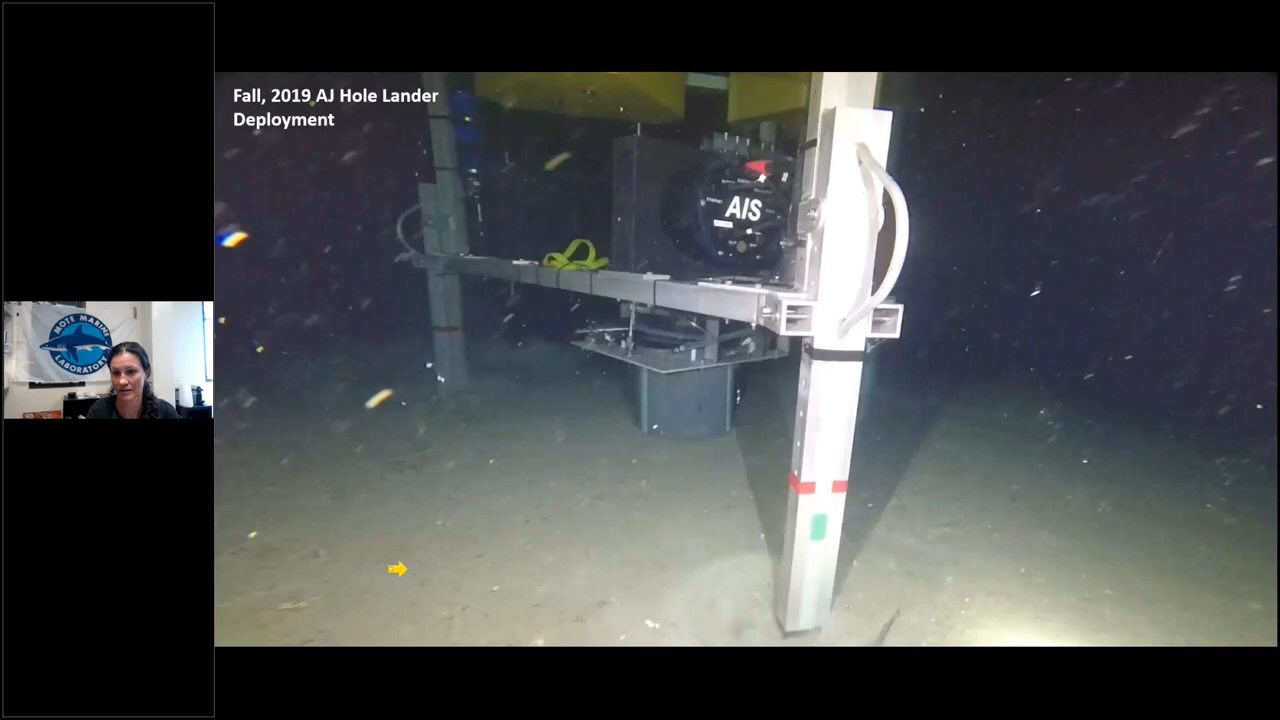 Fall, 2019 AJ Hole Lander
Deployment
AIS
MOTE MARINE
LABORATORY